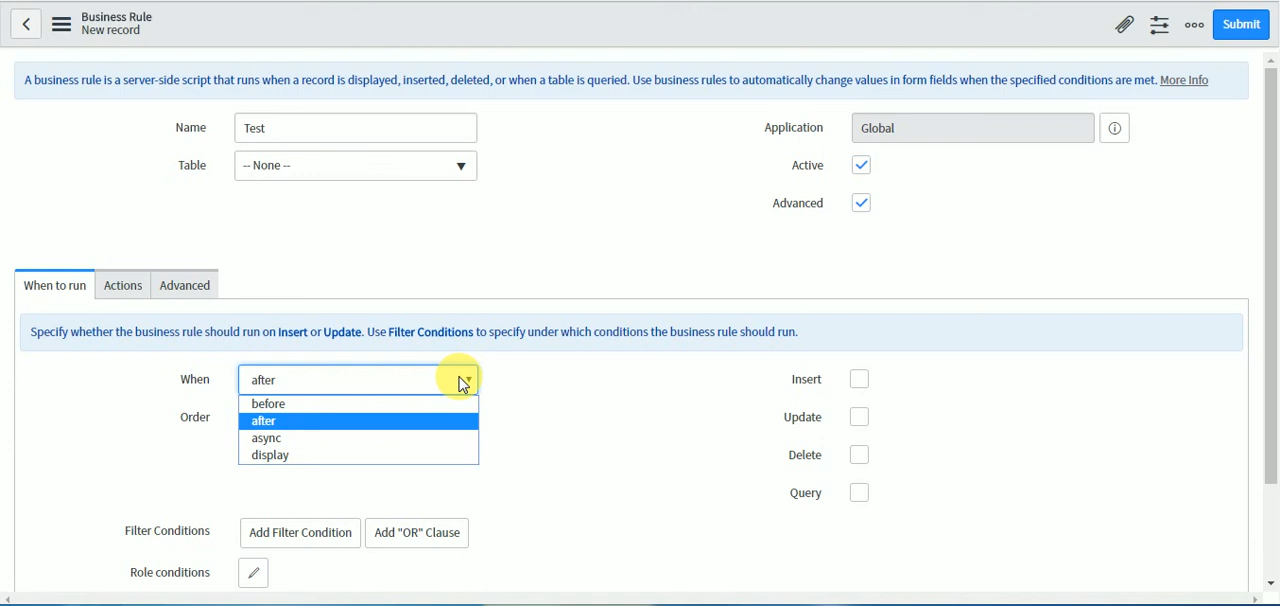 Business Rule
New record
Submit
A business rule is a server-side script that runs when a record is displayed, inserted, deleted, or when a table is queried. Use business rules to automatically change values in form fields when the specified conditions are met. More Info
Name Test Application Global
Table -- None -- Active
Advanced
When to run Actions Advanced
Specify whether the business rule should run on Insert or Update. Use Filter Conditions to specify under which conditions the business rule should run.
When after Insert
before
Order after Update
async
display Delete
Query
Filter Conditions Add Filter Condition Add "OR" Clause
Role conditions